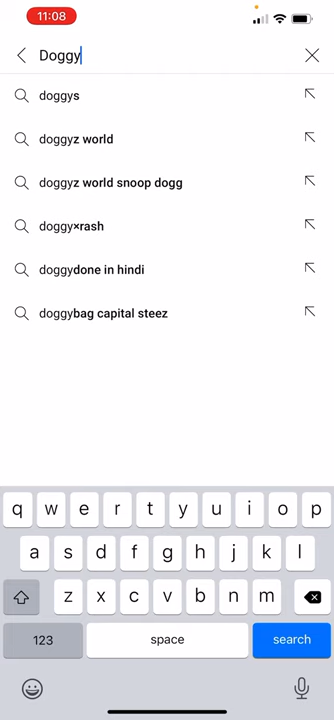 11:08
Doggy
doggys
doggyz world
doggyz world snoop dogg
doggy×rash
doggydone in hindi
doggybag capital steez
q w e r t y u i o p
a s d f g h j k l
z x c v b n m
123 space search